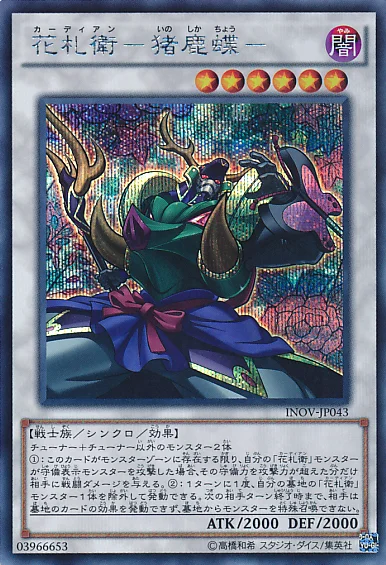 カーディアン いの しか ちょう
花札衛－猪鹿蝶－
やみ
闇
INOV-JP043
【戦士族／シンクロ／効果】
チューナー＋チューナー以外のモンスター２体
①：このカードがモンスターゾーンに存在する限り、自分の「花札衛」モンスター
が守備表示モンスターを攻撃した場合、その守備力を攻撃力が超えた分だけ
相手に戦闘ダメージを与える。②：１ターンに１度、自分の墓地の「花札衛」
モンスター１体を除外して発動できる。次の相手ターン終了時まで、相手は
墓地のカードの効果を発動できず、墓地からモンスターを特殊召喚できない。
ATK/2000 DEF/2000
03966653
©高橋和希 スタジオ・ダイス/集英社